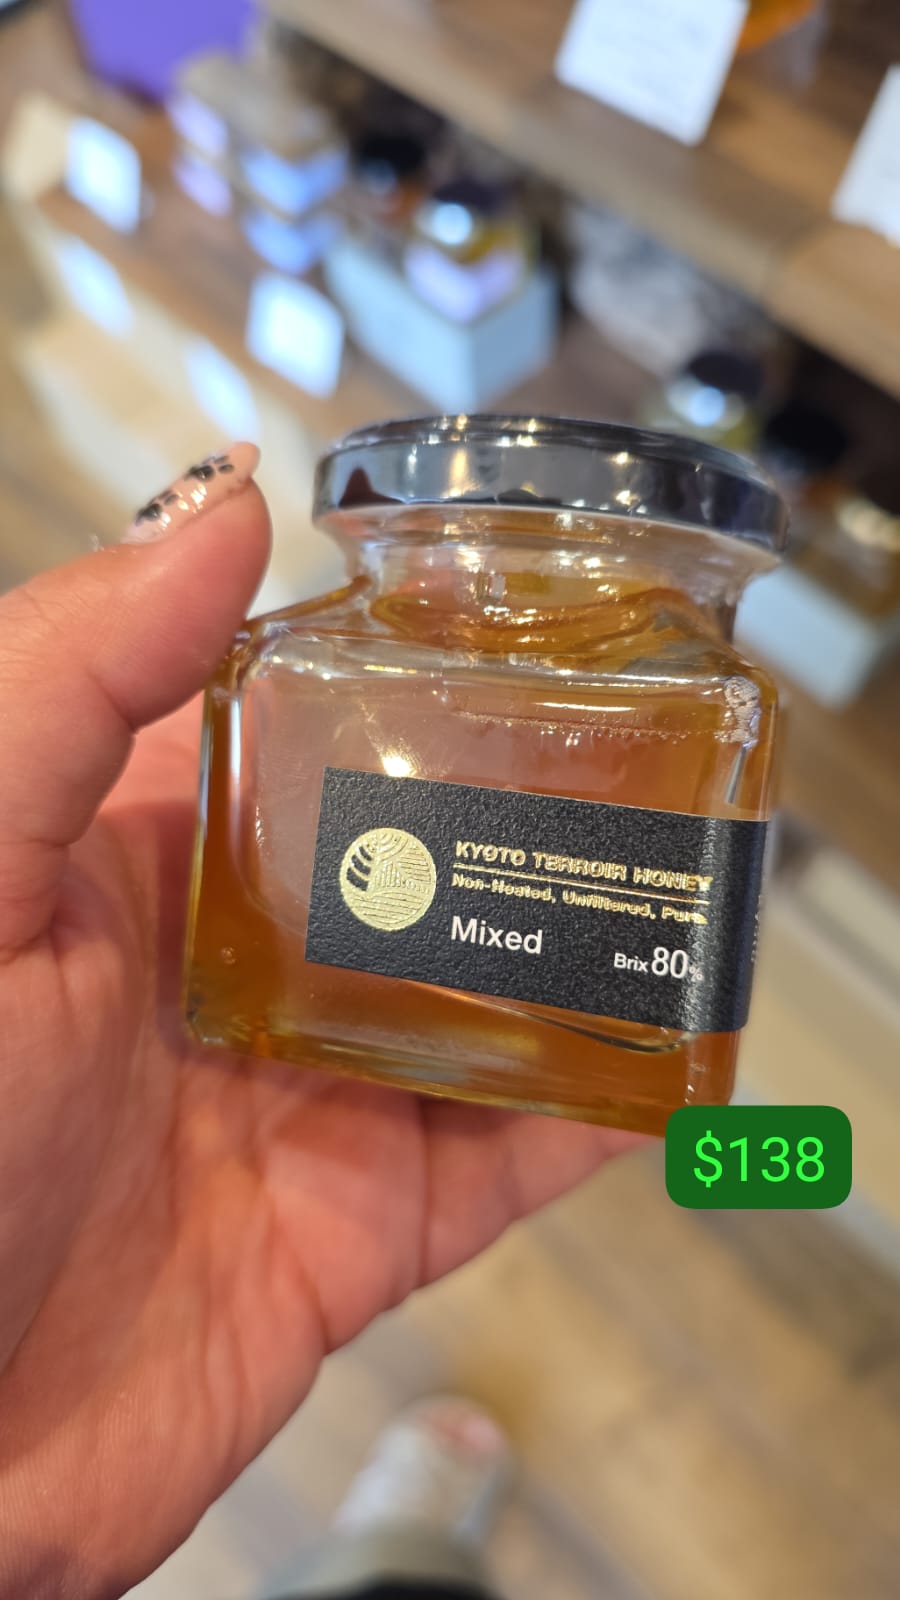 KYOTO TERROIR HONEY
Non-Heated, Unfiltered, Pure
Mixed
Brix 80%
$138